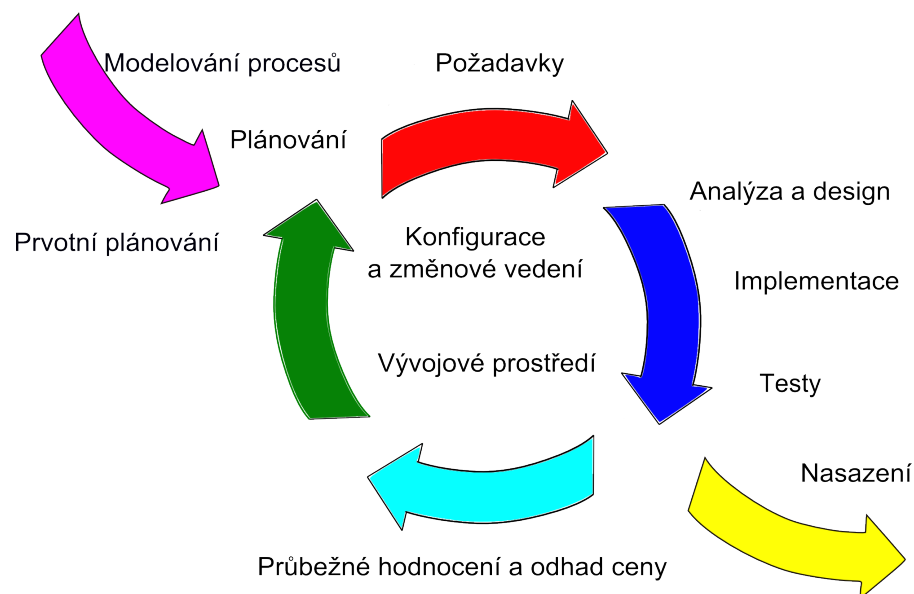 Modelování procesů
Požadavky
Plánování
Analýza a design
Prvotní plánování
Konfigurace
a změnové vedení
Implementace
Vývojové prostředí
Testy
Nasazení
Průbežné hodnocení a odhad ceny